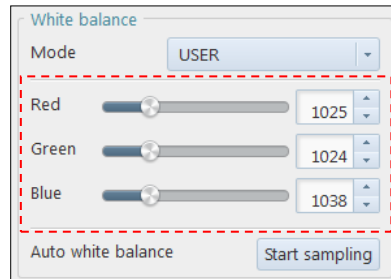 White balance
Mode USER
Red 1025
Green 1024
Blue 1038
Auto white balance Start sampling